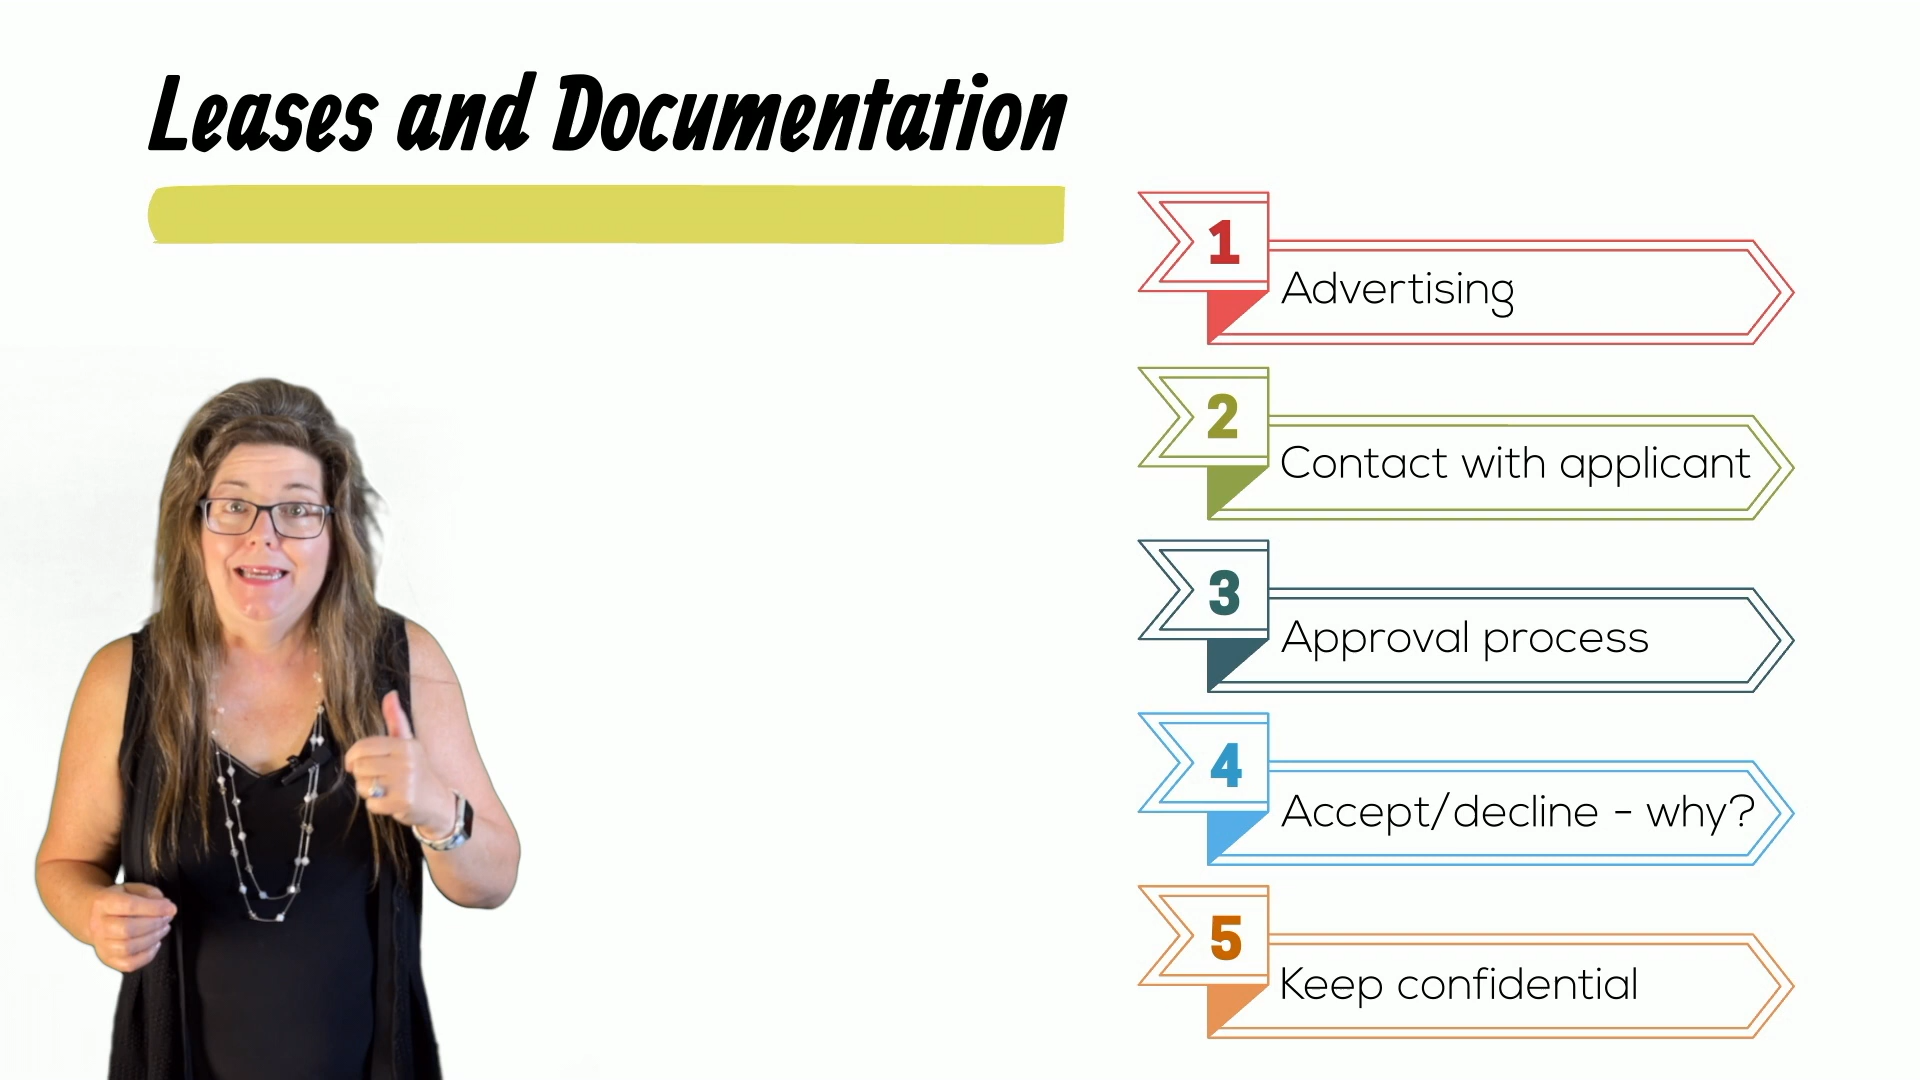 Leases and Documentation
1
Advertising
2
Contact with applicant
3
Approval process
4
Accept/decline - why?
5
Keep confidential